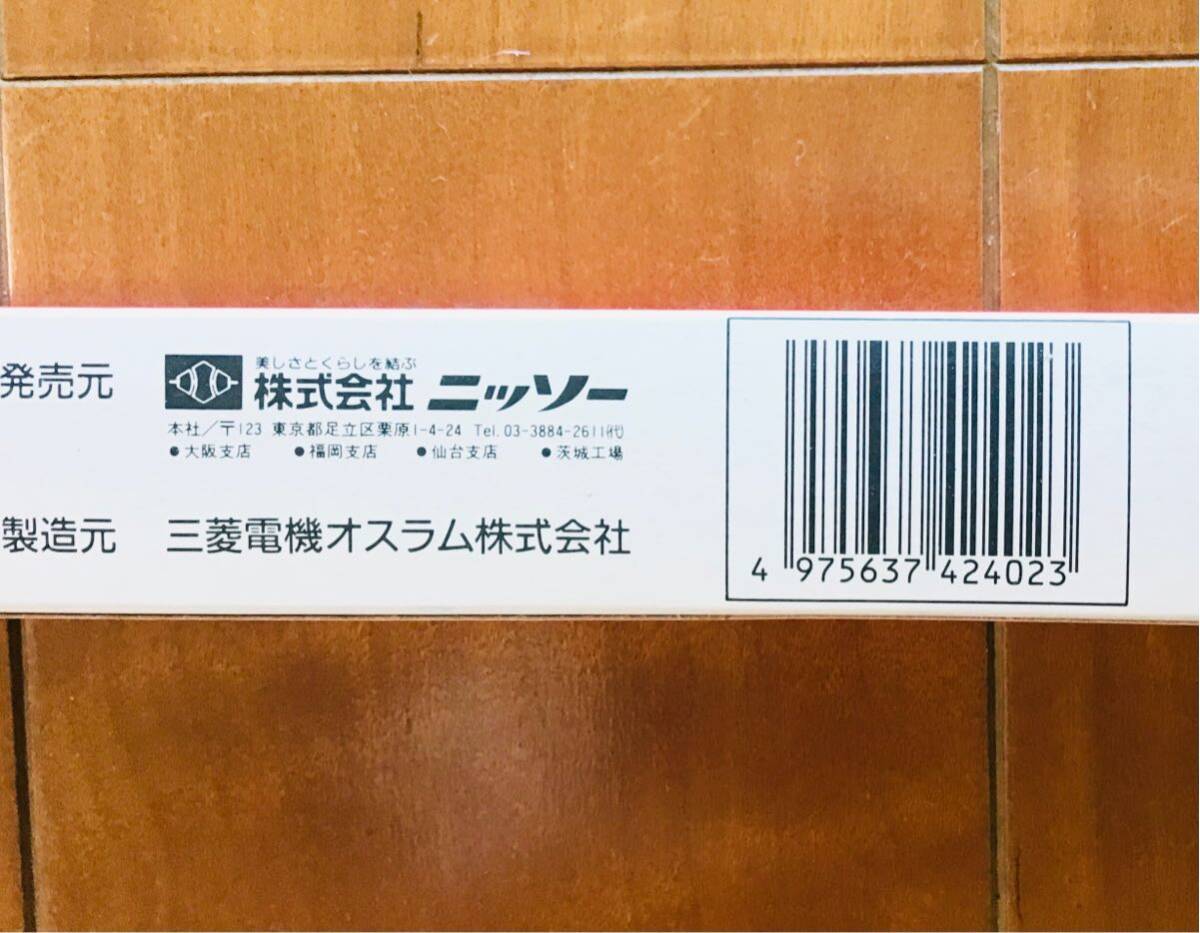 発売元
美しさとくらしを結ぶ
株式会社 ニッソー
本社／〒123 東京都足立区栗原1-4-24 Tel. 03-3884-2611(代)
●大阪支店 ●福岡支店 ●仙台支店 ●茨城工場
製造元 三菱電機オスラム株式会社
4 975637 424023